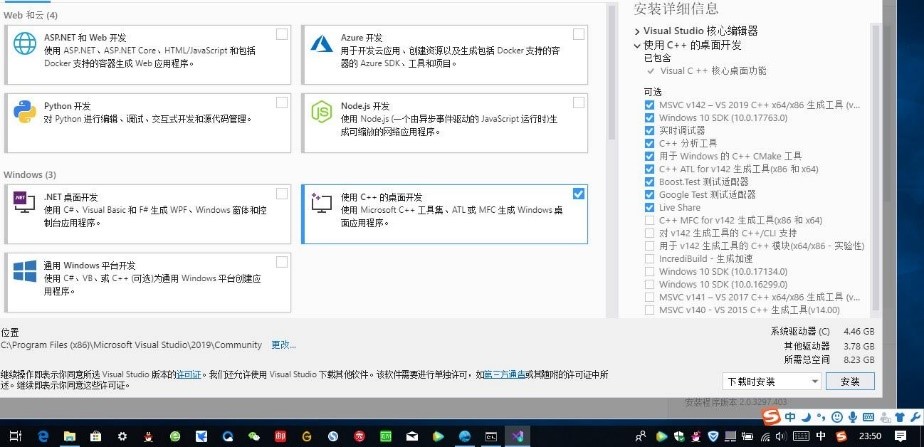 Web 和云 (4)
ASP.NET 和 Web 开发
使用 ASP.NET、ASP.NET Core、HTML/JavaScript 和包括
Docker 支持的容器生成 Web 应用程序。
Azure 开发
用于开发云应用、创建资源以及生成包括 Docker 支持的容
器的 Azure SDK、工具和项目。
Python 开发
对 Python 进行编辑、调试、交互式开发和源代码管理。
Node.js 开发
使用 Node.js (一个由异步事件驱动的 JavaScript 运行时)生
成可缩放的网络应用程序。
Windows (3)
.NET 桌面开发
使用 C#、Visual Basic 和 F# 生成 WPF、Windows 窗体和控
制台应用程序。
使用 C++ 的桌面开发
使用 Microsoft C++ 工具集、ATL 或 MFC 生成 Windows 桌
面应用程序。
通用 Windows 平台开发
使用 C#、VB、或 C++ (可选)为通用 Windows 平台创建应
用程序。
位置
C:\Program Files (x86)\Microsoft Visual Studio\2019\Community 更改...
继续操作即表示你同意所选 Visual Studio 版本的许可证。我们还允许使用 Visual Studio 下载其他软件。该软件需要进行单独许可，如第三方通告或其随附的许可证中所
述。继续即表示你同意这些许可证。
安装详细信息
Visual Studio 核心编辑器
使用 C++ 的桌面开发
已包含
Visual C ++ 核心桌面功能
可选
MSVC v142 – VS 2019 C++ x64/x86 生成工具 (v...
Windows 10 SDK (10.0.17763.0)
实时调试器
C++ 分析工具
用于 Windows 的 C++ CMake 工具
C++ ATL for v142 生成工具(x86 和 x64)
Boost.Test 测试适配器
Google Test 测试适配器
Live Share
C++ MFC for v142 生成工具(x86 和 x64)
对 v142 生成工具的 C++/CLI 支持
用于 v142 生成工具的 C++ 模块(x64/x86 - 实验性)
IncrediBuild - 生成加速
Windows 10 SDK (10.0.17134.0)
Windows 10 SDK (10.0.16299.0)
MSVC v141 – VS 2017 C++ x64/x86 生成工具 (v...
MSVC v140 - VS 2015 C++ 生成工具(v14.00)
系统驱动器 (C) 4.46 GB
其他驱动器 3.78 GB
所需总空间 8.23 GB
下载时安装 安装
安装程序版本 2.0.3297.403
中
中 23:50